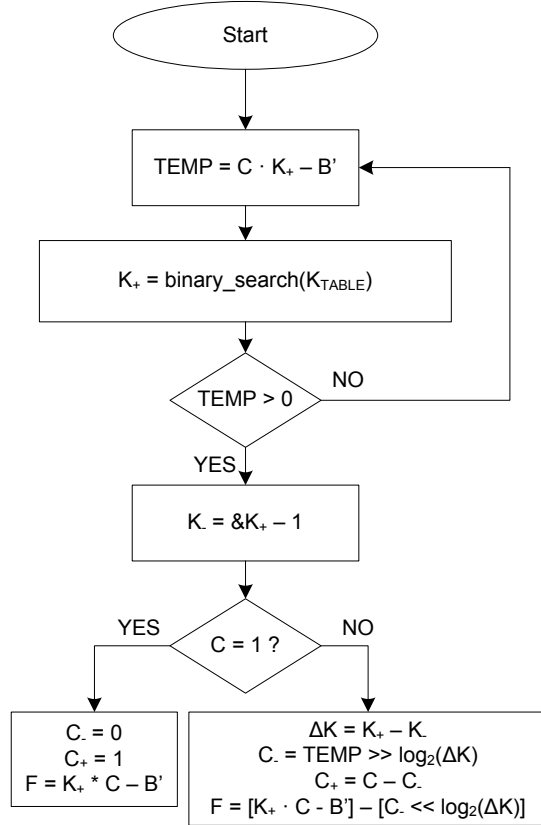 Start
TEMP = C · K₊ – B’
K₊ = binary_search(K_TABLE)
TEMP > 0
NO
YES
K₋ = &K₊ – 1
C = 1 ?
YES
NO
C₋ = 0
C₊ = 1
F = K₊ * C – B’
ΔK = K₊ – K₋
C₋ = TEMP >> log₂(ΔK)
C₊ = C – C₋
F = [K₊ · C - B’] – [C₋ << log₂(ΔK)]